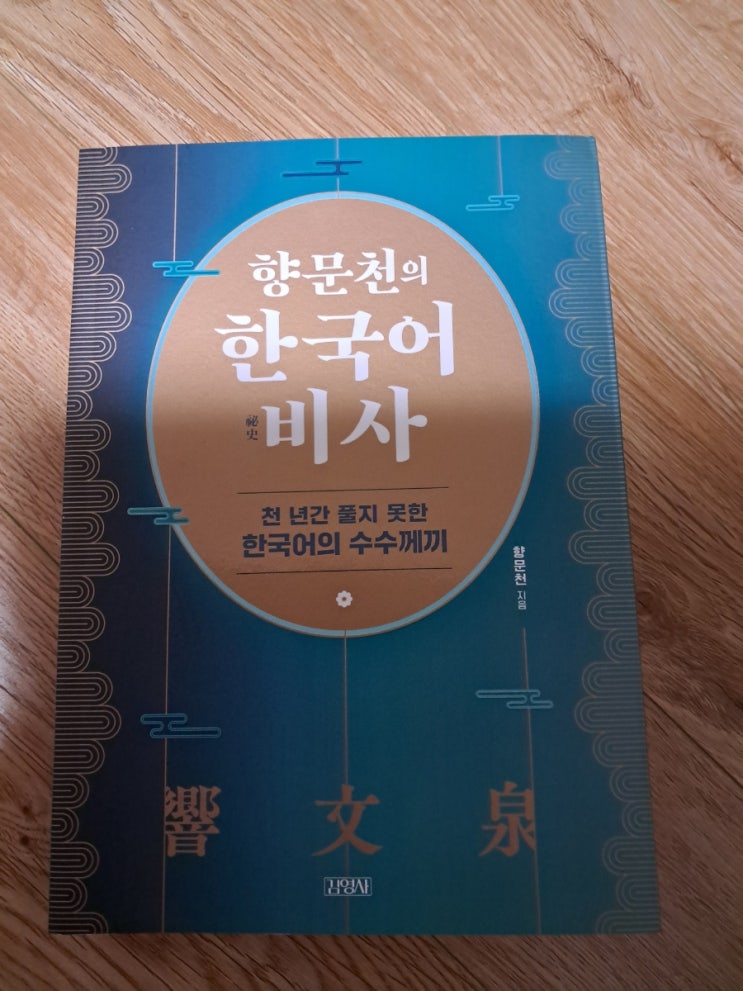 향문천의
한국어
祕史
비사
천 년간 풀지 못한
한국어의 수수께끼
향문천 지음
響 文 泉
김영사